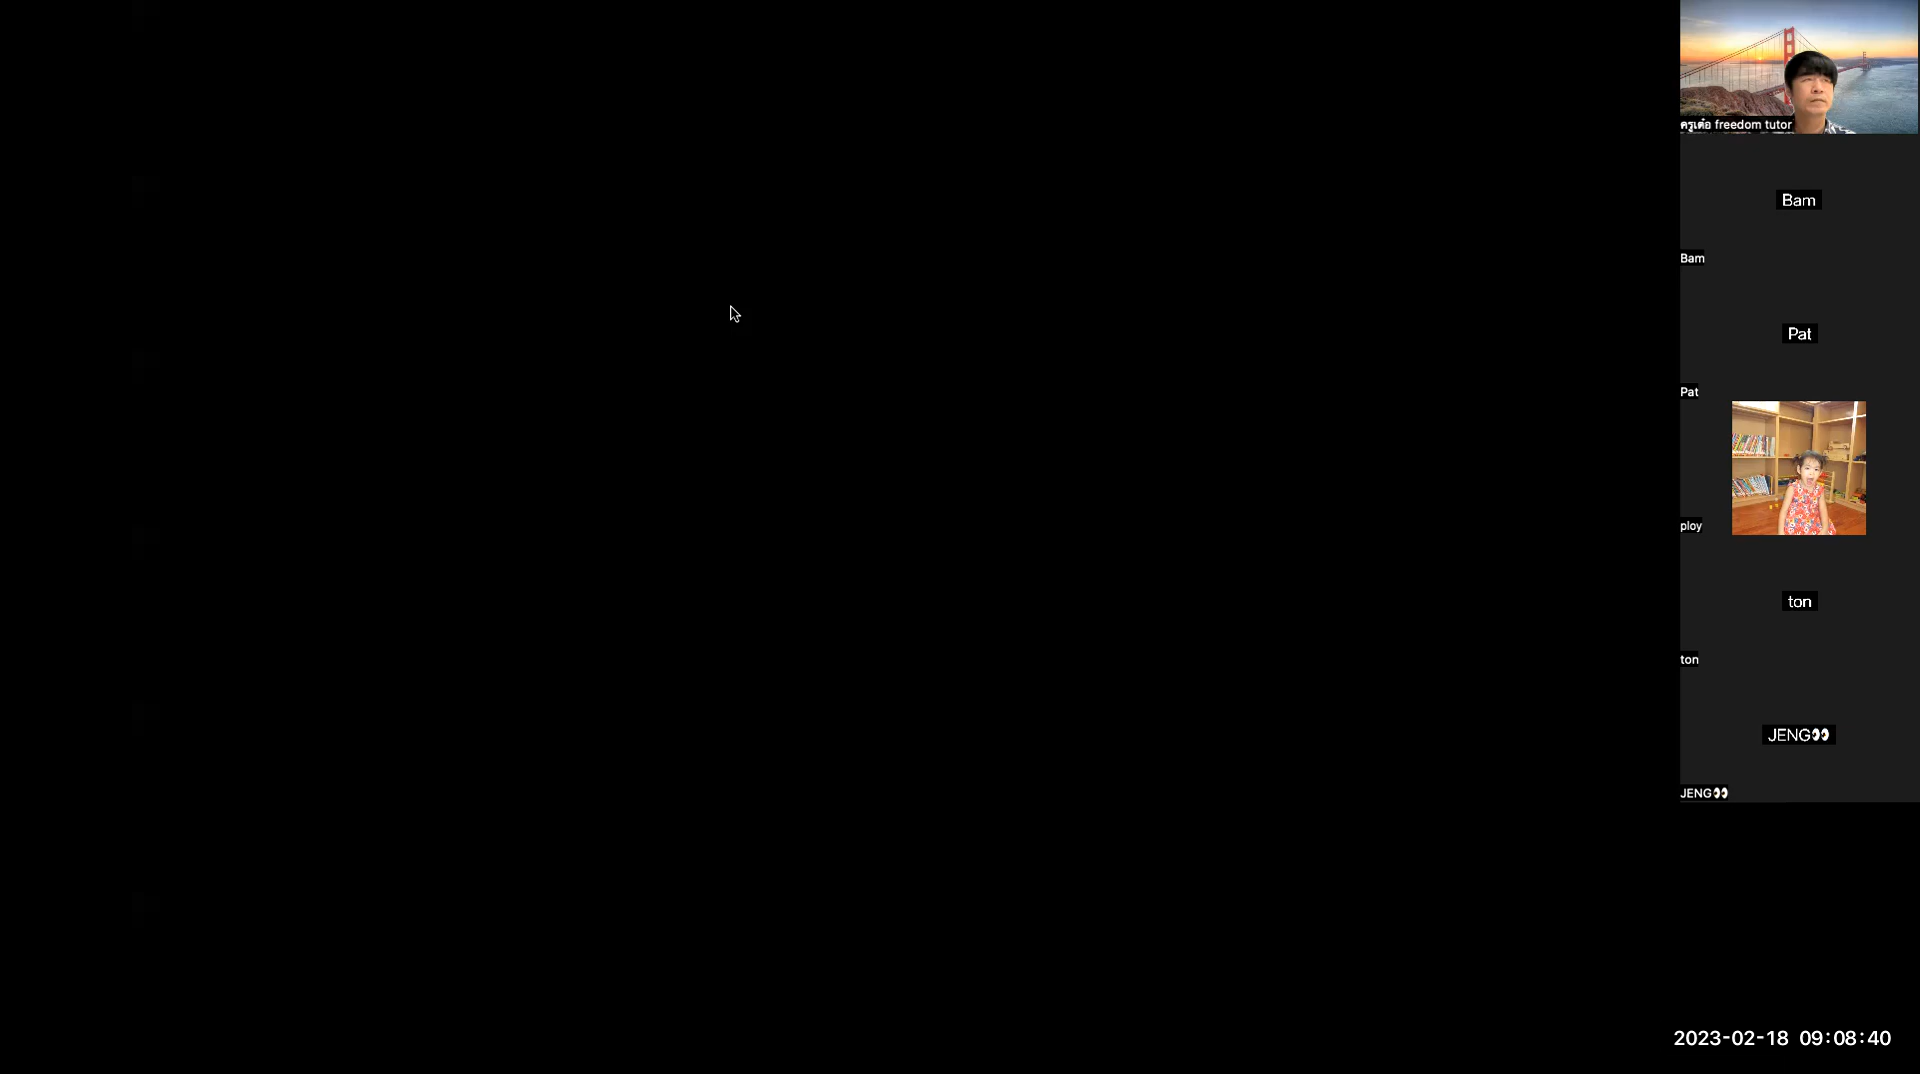 ครูเต๋อ freedom tutor
Bam
Bam
Pat
Pat
ploy
ton
ton
JENG👀
JENG👀
2023-02-18 09:08:40